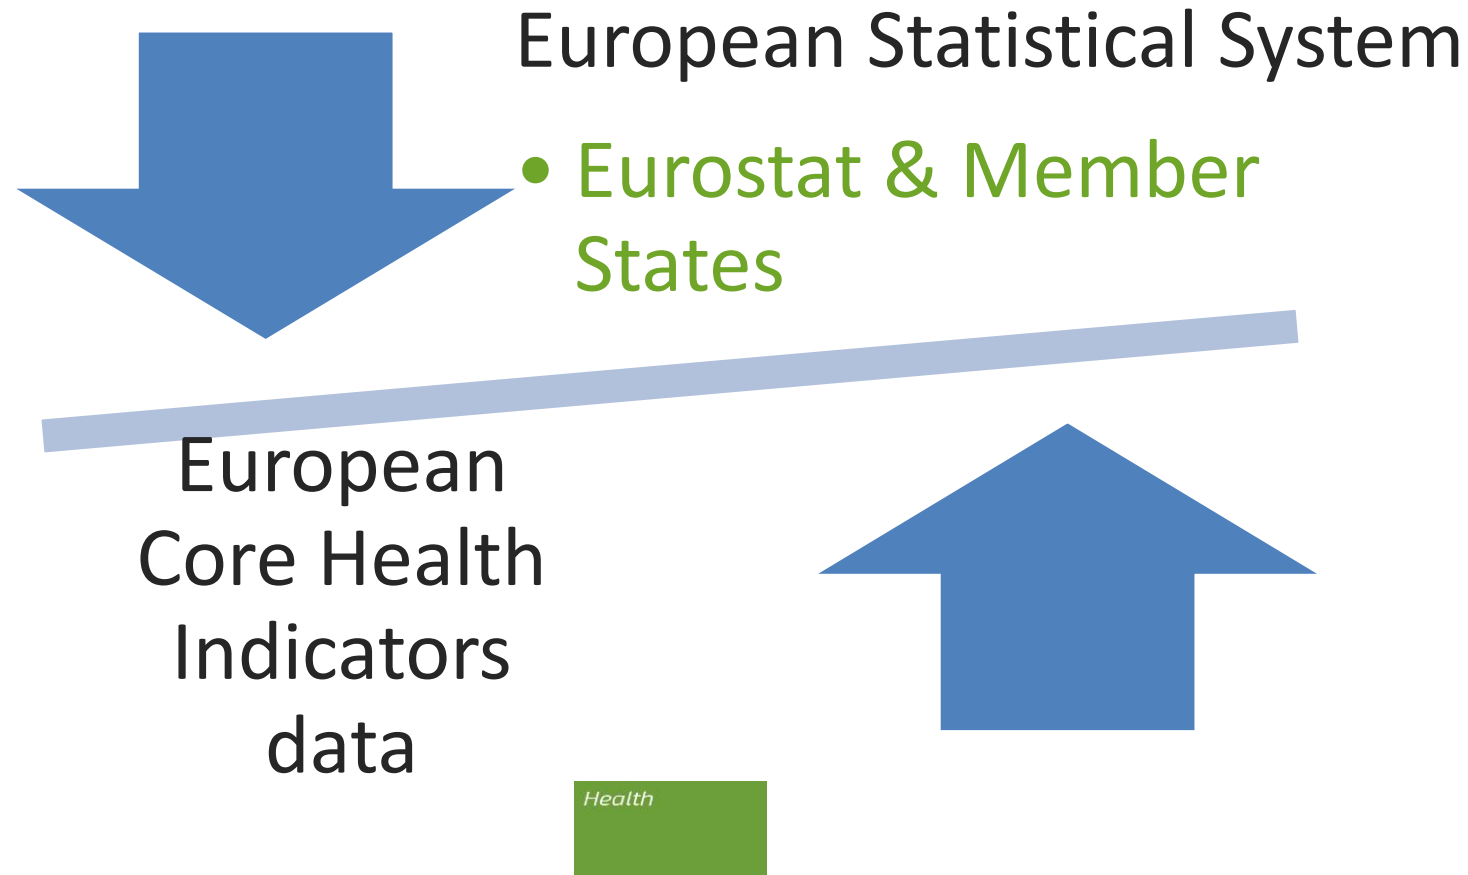 European Statistical System
• Eurostat & Member
States
European
Core Health
Indicators
data
Health